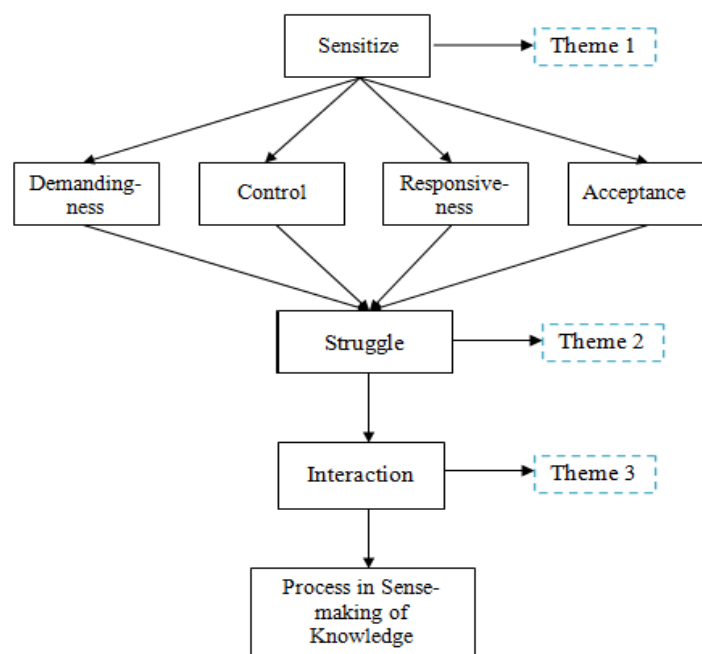 Sensitize
Theme 1
Demanding-
ness
Control
Responsive-
ness
Acceptance
Struggle
Theme 2
Interaction
Theme 3
Process in Sense-
making of
Knowledge